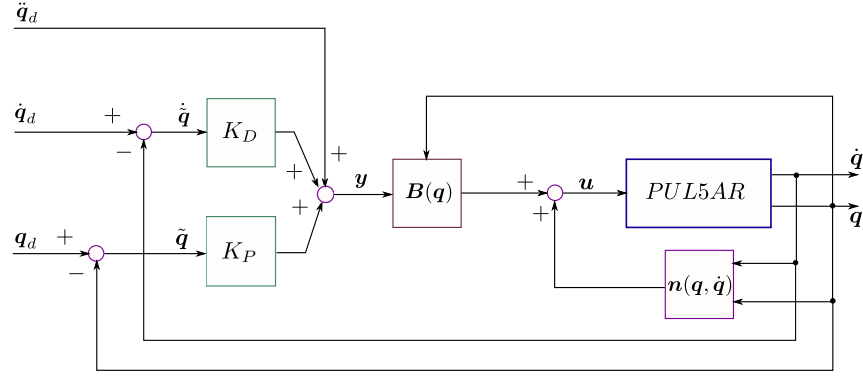 q̈_d
q̇_d
+
−
q̃̇
K_D
+
+
q_d
+
−
q̃
K_P
+
y
B(q)
+
+
u
PUL5AR
q̇
q
n(q, q̇)